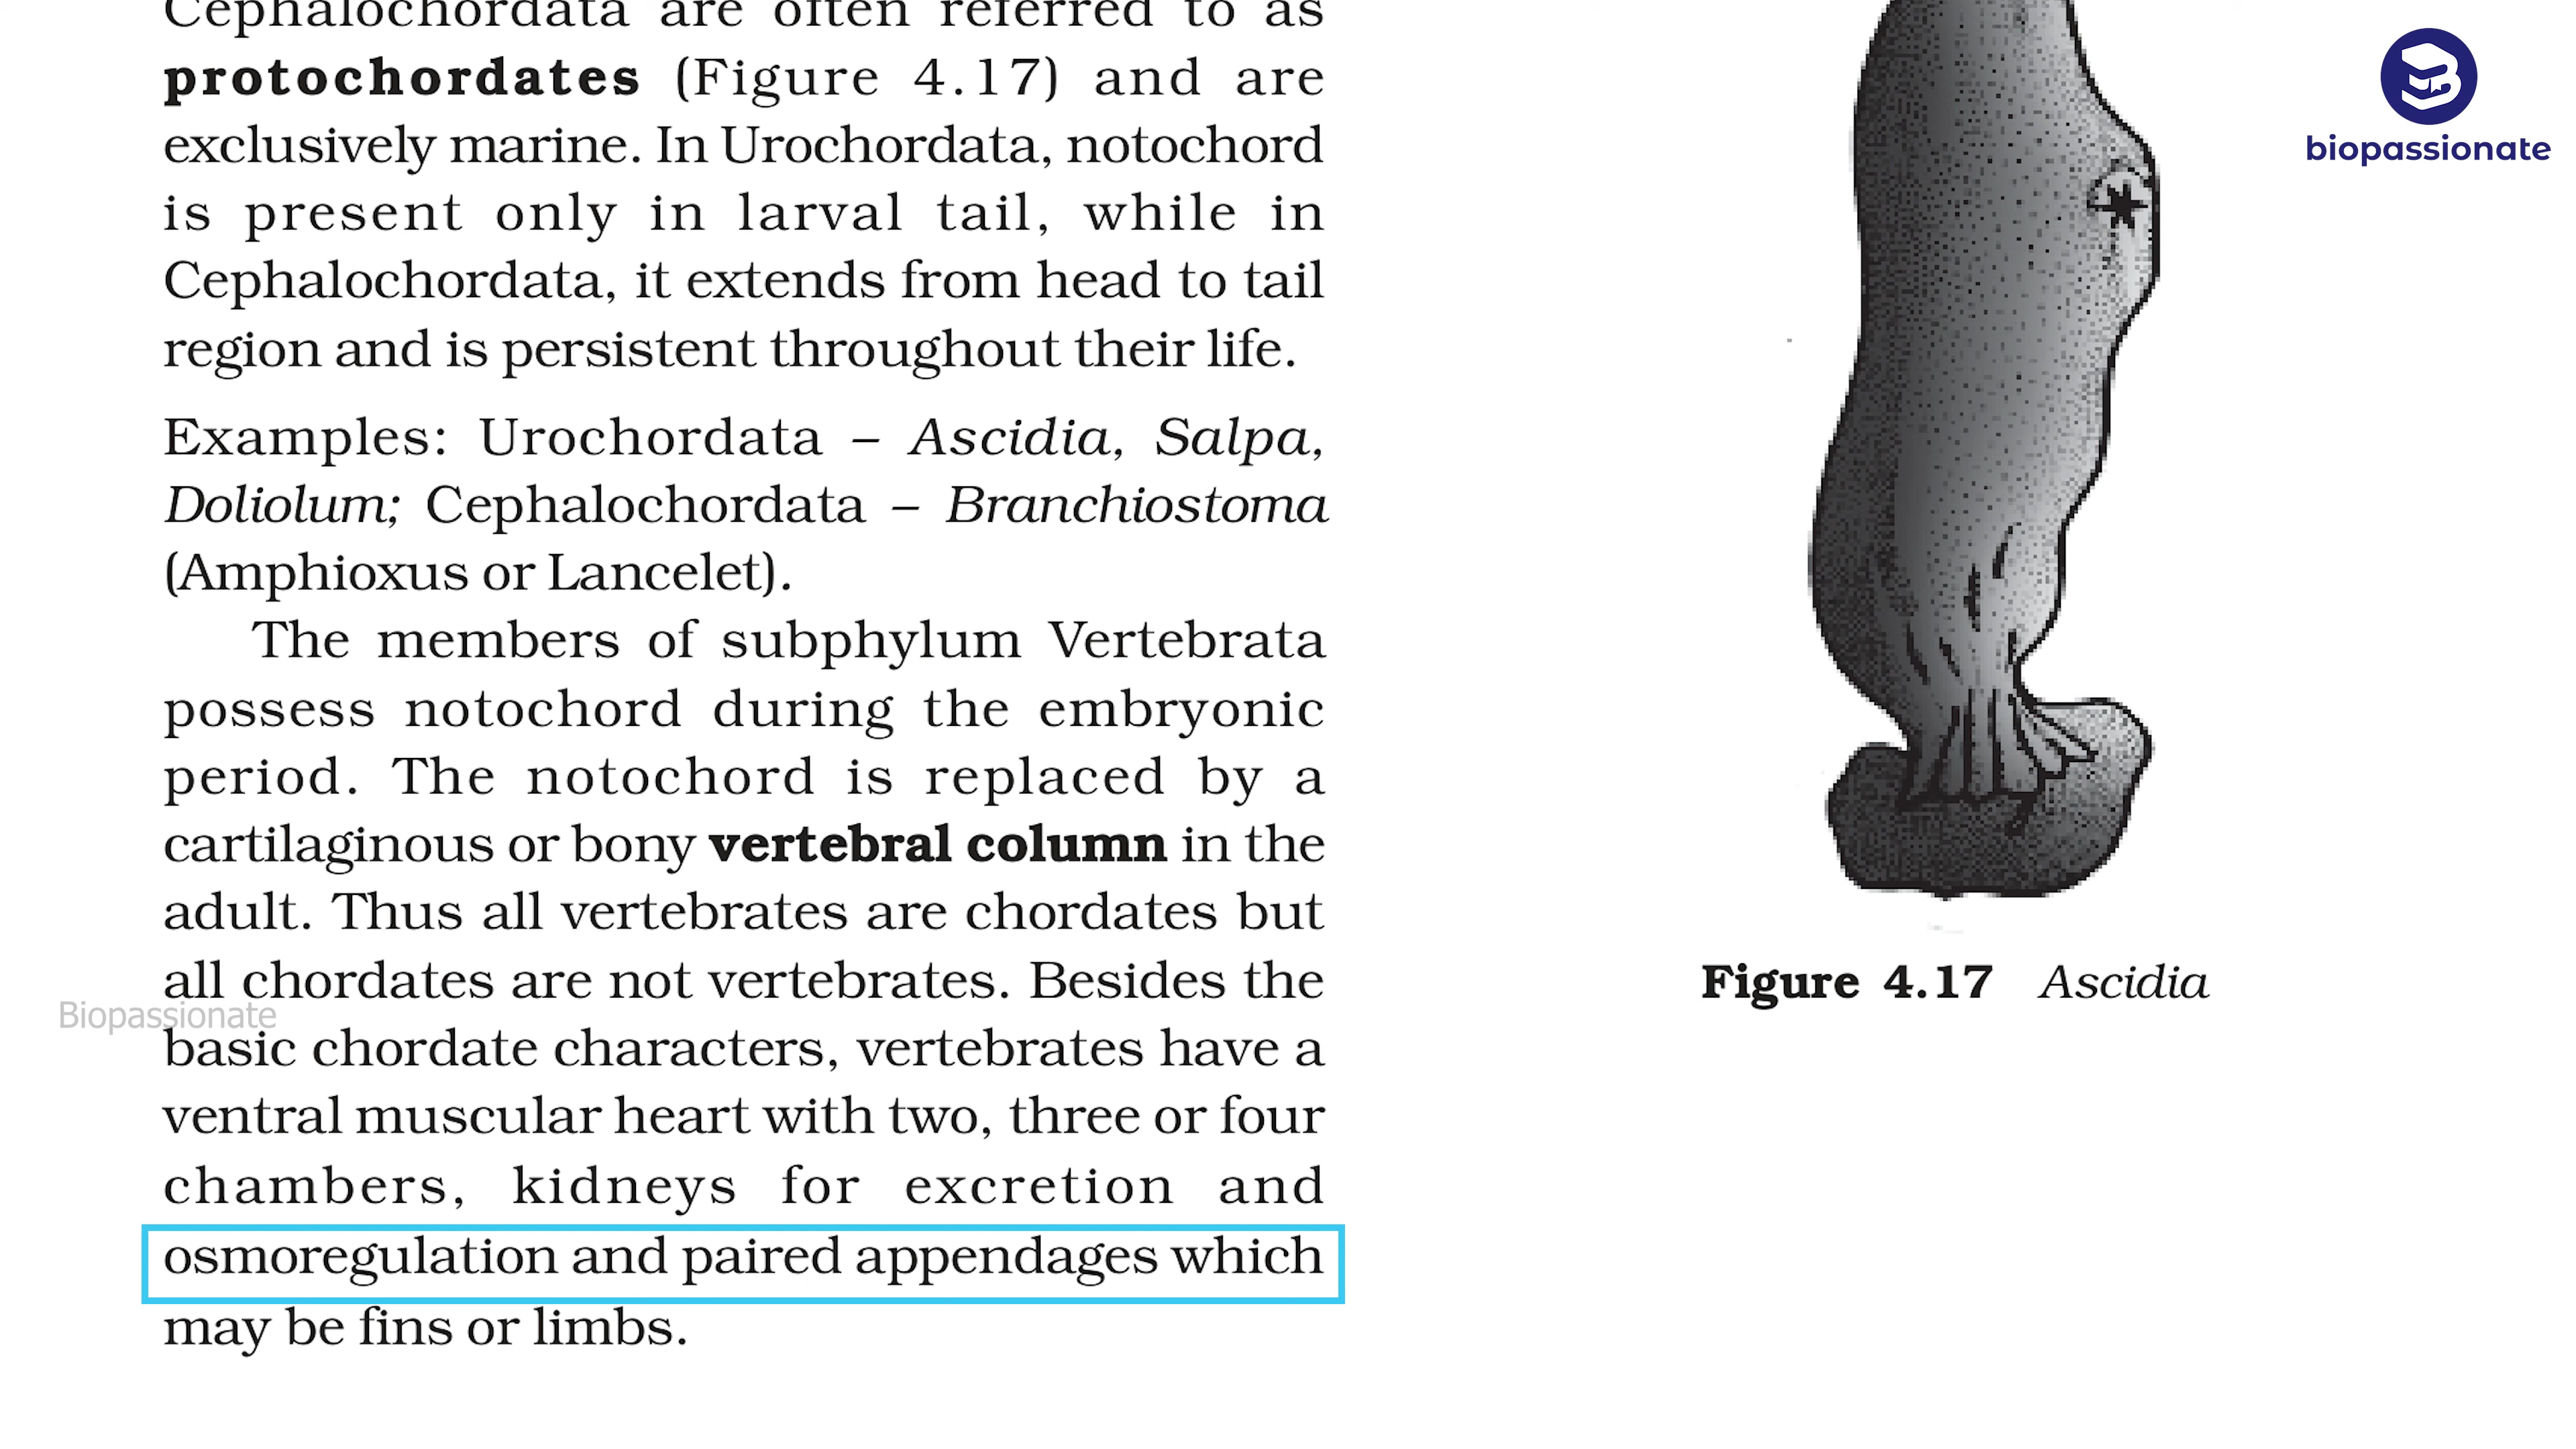 Cephalochordata are often referred to as
protochordates (Figure 4.17) and are
exclusively marine. In Urochordata, notochord
is present only in larval tail, while in
Cephalochordata, it extends from head to tail
region and is persistent throughout their life.
Examples: Urochordata – Ascidia, Salpa,
Doliolum; Cephalochordata – Branchiostoma
(Amphioxus or Lancelet).
The members of subphylum Vertebrata
possess notochord during the embryonic
period. The notochord is replaced by a
cartilaginous or bony vertebral column in the
adult. Thus all vertebrates are chordates but
all chordates are not vertebrates. Besides the
basic chordate characters, vertebrates have a
ventral muscular heart with two, three or four
chambers, kidneys for excretion and
osmoregulation and paired appendages which
may be fins or limbs.
Biopassionate
biopassionate
Figure 4.17 Ascidia